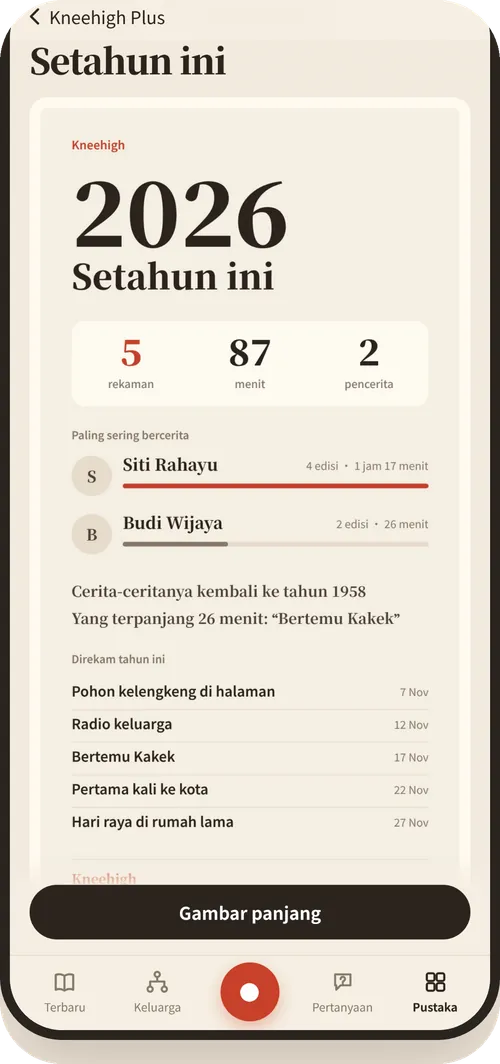 Kneehigh Plus
Setahun ini
Kneehigh
2026
Setahun ini
5 87 2
rekaman menit pencerita
Paling sering bercerita
S Siti Rahayu 4 edisi • 1 jam 17 menit
B Budi Wijaya 2 edisi • 26 menit
Cerita-ceritanya kembali ke tahun 1958
Yang terpanjang 26 menit: “Bertemu Kakek”
Direkam tahun ini
Pohon kelengkeng di halaman 7 Nov
Radio keluarga 12 Nov
Bertemu Kakek 17 Nov
Pertama kali ke kota 22 Nov
Hari raya di rumah lama 27 Nov
Kneehigh
Gambar panjang
Terbaru Keluarga Pertanyaan Pustaka